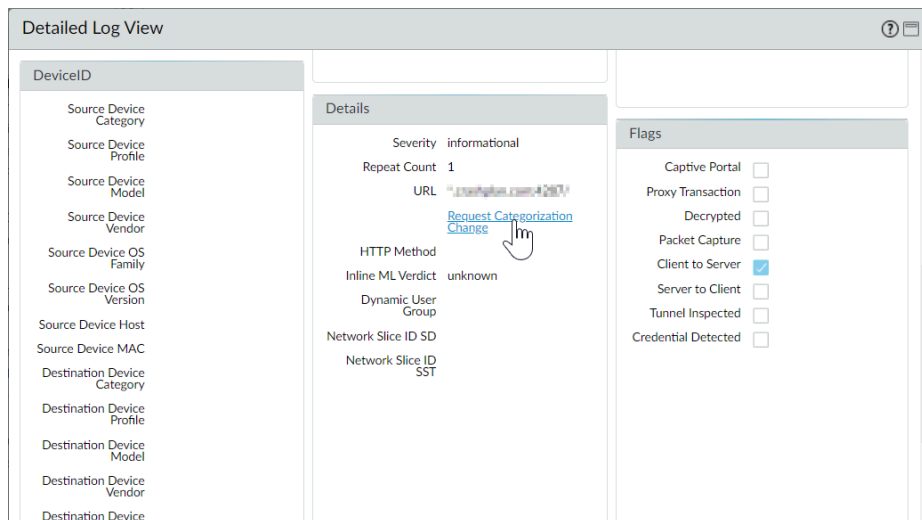 Detailed Log View
?
DeviceID
Source Device
Category
Source Device
Profile
Source Device
Model
Source Device
Vendor
Source Device OS
Family
Source Device OS
Version
Source Device Host
Source Device MAC
Destination Device
Category
Destination Device
Profile
Destination Device
Model
Destination Device
Vendor
Destination Device
Details
Severity informational
Repeat Count 1
URL
Request Categorization
Change
HTTP Method
Inline ML Verdict unknown
Dynamic User
Group
Network Slice ID SD
Network Slice ID
SST
Flags
Captive Portal
Proxy Transaction
Decrypted
Packet Capture
Client to Server
Server to Client
Tunnel Inspected
Credential Detected